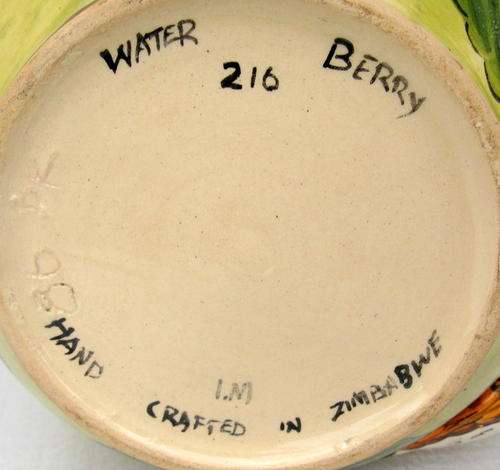 WATER BERRY
216
I.M
HAND CRAFTED IN ZIMBABWE